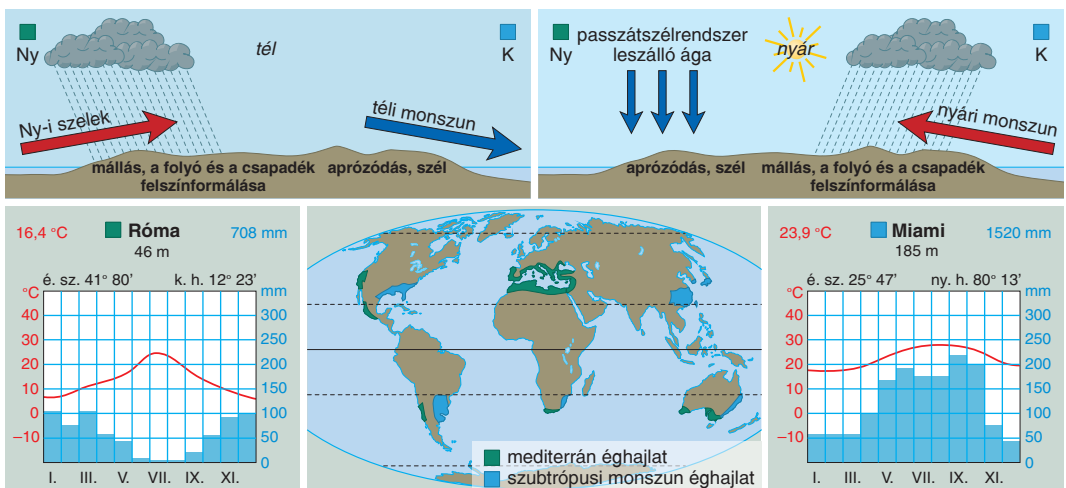 Ny
tél
K
Ny-i szelek
téli monszun
mállás, a folyó és a csapadék
felszínformálása
aprózódás, szél
Ny
passzátszélrendszer
leszálló ága
nyár
K
nyári monszun
aprózódás, szél
mállás, a folyó és a csapadék
felszínformálása
16,4 °C
Róma
708 mm
46 m
é. sz. 41° 80’
k. h. 12° 23’
°C
mm
40
300
30
250
20
200
10
150
0
100
–10
50
0
I. III. V. VII. IX. XI.
mediterrán éghajlat
szubtrópusi monszun éghajlat
23,9 °C
Miami
1520 mm
185 m
é. sz. 25° 47’
ny. h. 80° 13’
°C
mm
40
300
30
250
20
200
10
150
0
100
–10
50
0
I. III. V. VII. IX. XI.